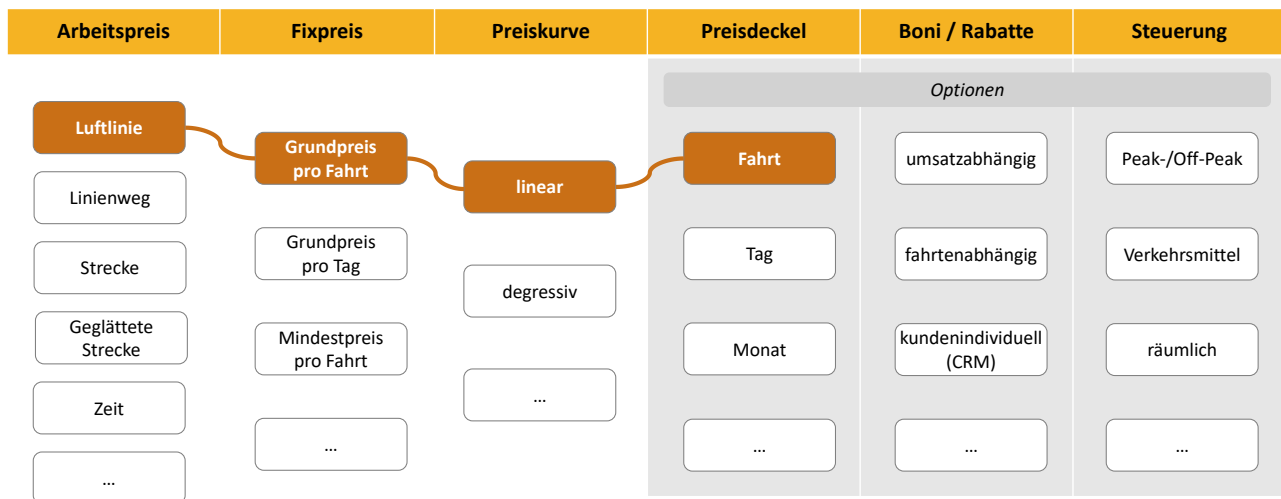 Arbeitspreis
Fixpreis
Preiskurve
Preisdeckel
Boni / Rabatte
Steuerung
Optionen
Luftlinie
Linienweg
Strecke
Geglättete
Strecke
Zeit
...
Grundpreis
pro Fahrt
Grundpreis
pro Tag
Mindestpreis
pro Fahrt
...
linear
degressiv
...
Fahrt
Tag
Monat
...
umsatzabhängig
fahrtenabhängig
kundenindividuell
(CRM)
...
Peak-/Off-Peak
Verkehrsmittel
räumlich
...